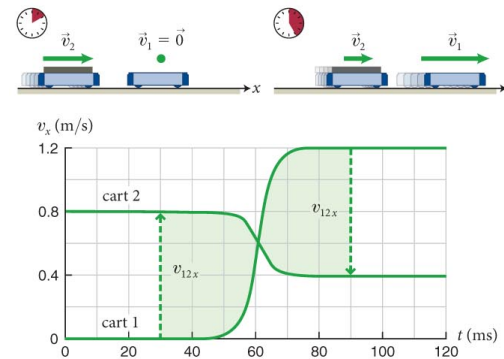 v⃗₂ v⃗₁ = 0⃗ v⃗₂ v⃗₁
x
vₓ (m/s)
1.2
cart 2
0.8
v₁₂ₓ
v₁₂ₓ
0.4
cart 1
0
0 20 40 60 80 100 120
t (ms)